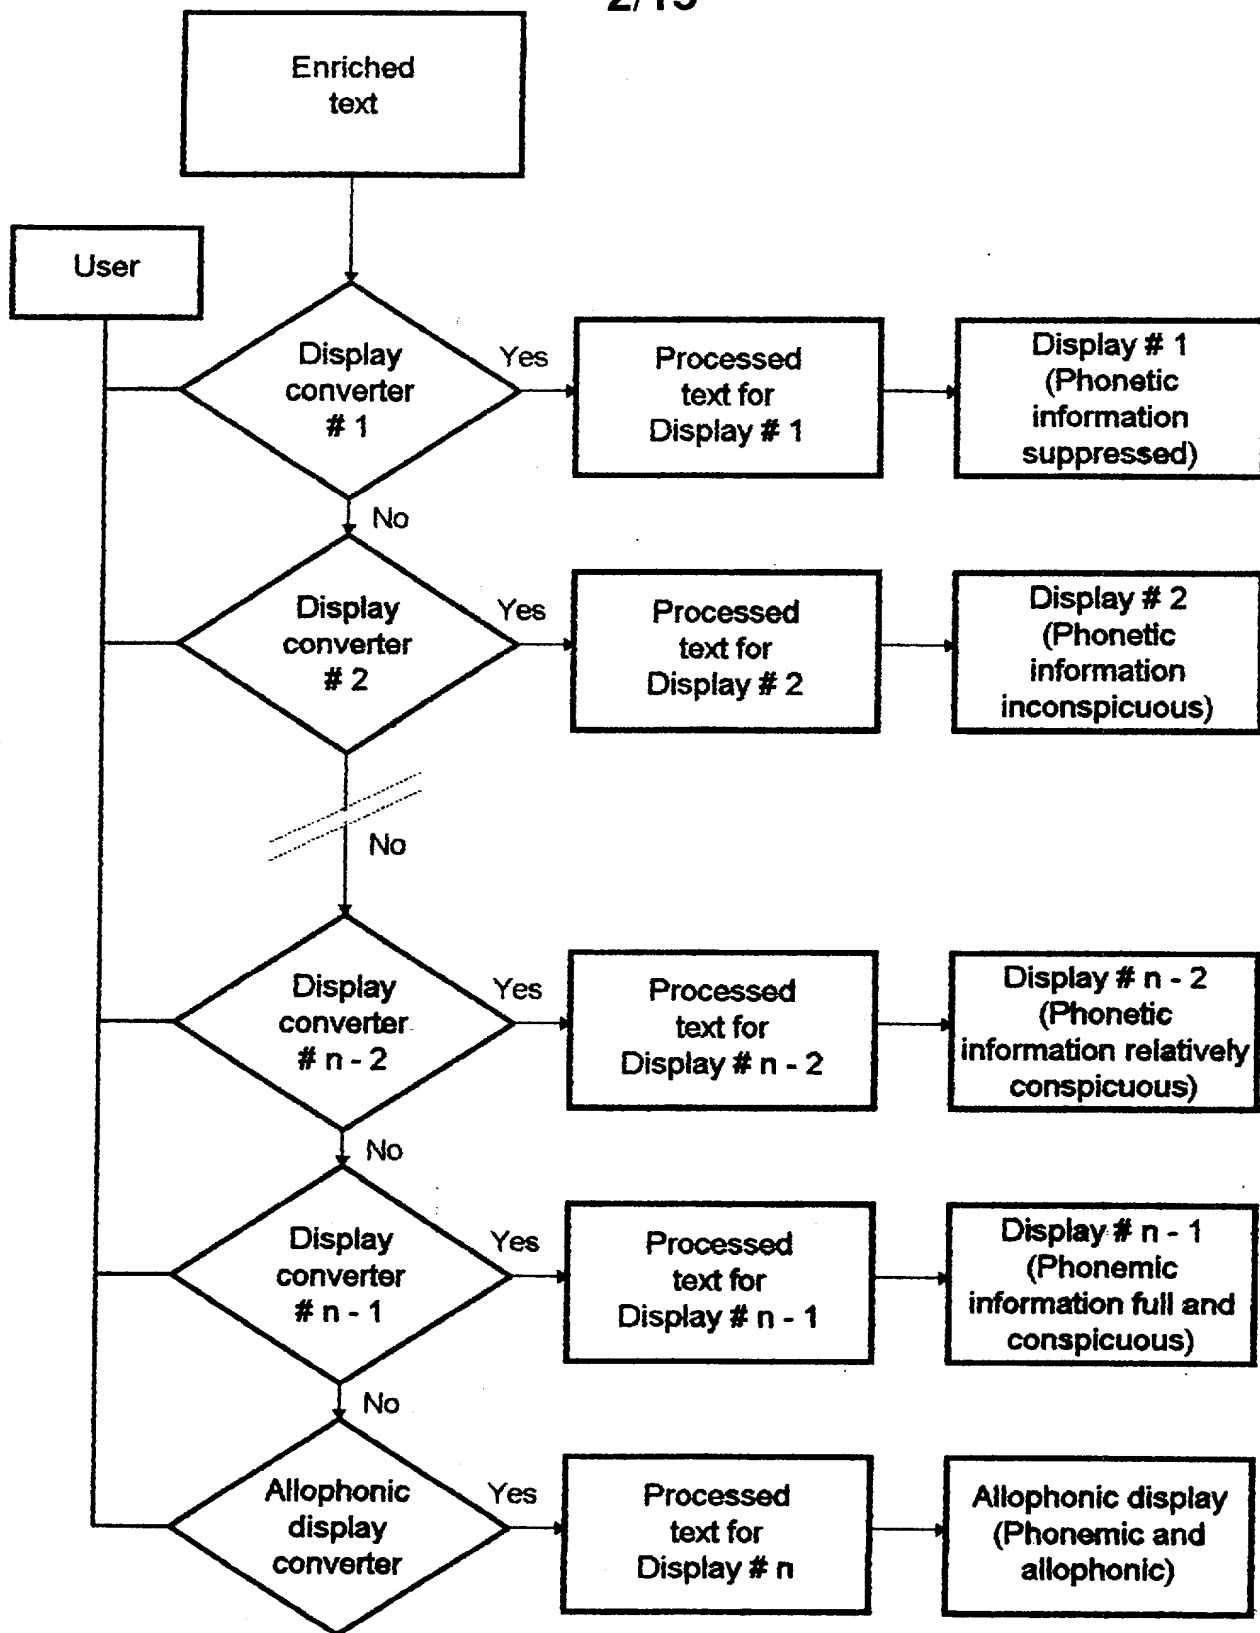 2/15
Enriched
text
User
Display
converter
# 1
Yes
Processed
text for
Display # 1
Display # 1
(Phonetic
information
suppressed)
No
Display
converter
# 2
Yes
Processed
text for
Display # 2
Display # 2
(Phonetic
information
inconspicuous)
No
Display
converter
# n - 2
Yes
Processed
text for
Display # n - 2
Display # n - 2
(Phonetic
information relatively
conspicuous)
No
Display
converter
# n - 1
Yes
Processed
text for
Display # n - 1
Display # n - 1
(Phonemic
information full and
conspicuous)
No
Allophonic
display
converter
Yes
Processed
text for
Display # n
Allophonic display
(Phonemic and
allophonic)